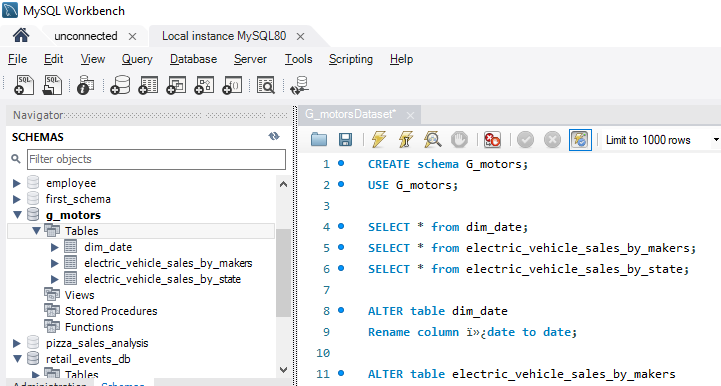 MySQL Workbench
unconnected
Local instance MySQL80
File Edit View Query Database Server Tools Scripting Help
Navigator
SCHEMAS
Filter objects
employee
first_schema
g_motors
Tables
dim_date
electric_vehicle_sales_by_makers
electric_vehicle_sales_by_state
Views
Stored Procedures
Functions
pizza_sales_analysis
retail_events_db
Tables
Administration Schemas
G_motorsDataset*
Limit to 1000 rows
1 CREATE schema G_motors;
2 USE G_motors;
3
4 SELECT * from dim_date;
5 SELECT * from electric_vehicle_sales_by_makers;
6 SELECT * from electric_vehicle_sales_by_state;
7
8 ALTER table dim_date
9 Rename column ï»¿date to date;
10
11 ALTER table electric_vehicle_sales_by_makers